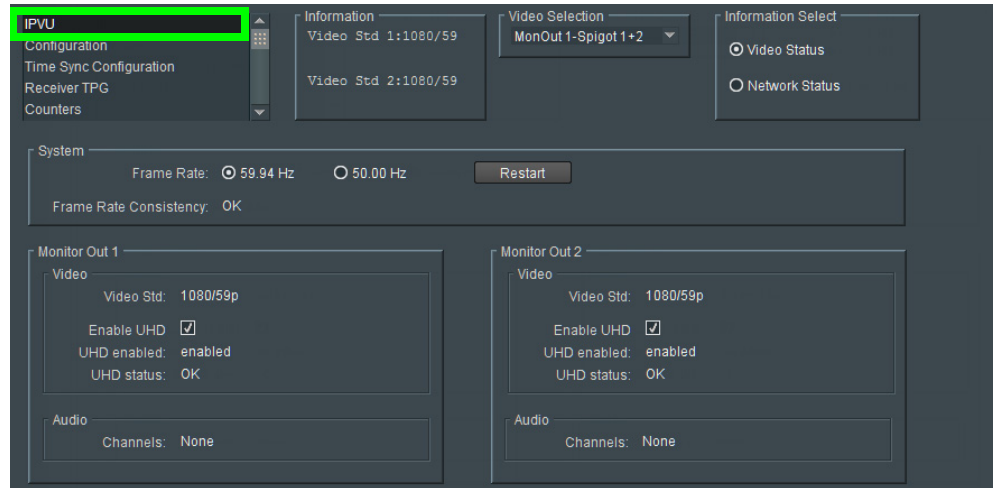 IPVU
Configuration
Time Sync Configuration
Receiver TPG
Counters
Information
Video Std 1:1080/59
Video Std 2:1080/59
Video Selection
MonOut 1-Spigot 1+2
Information Select
Video Status
Network Status
System
Frame Rate: 59.94 Hz 50.00 Hz Restart
Frame Rate Consistency: OK
Monitor Out 1
Video
Video Std: 1080/59p
Enable UHD
UHD enabled: enabled
UHD status: OK
Audio
Channels: None
Monitor Out 2
Video
Video Std: 1080/59p
Enable UHD
UHD enabled: enabled
UHD status: OK
Audio
Channels: None